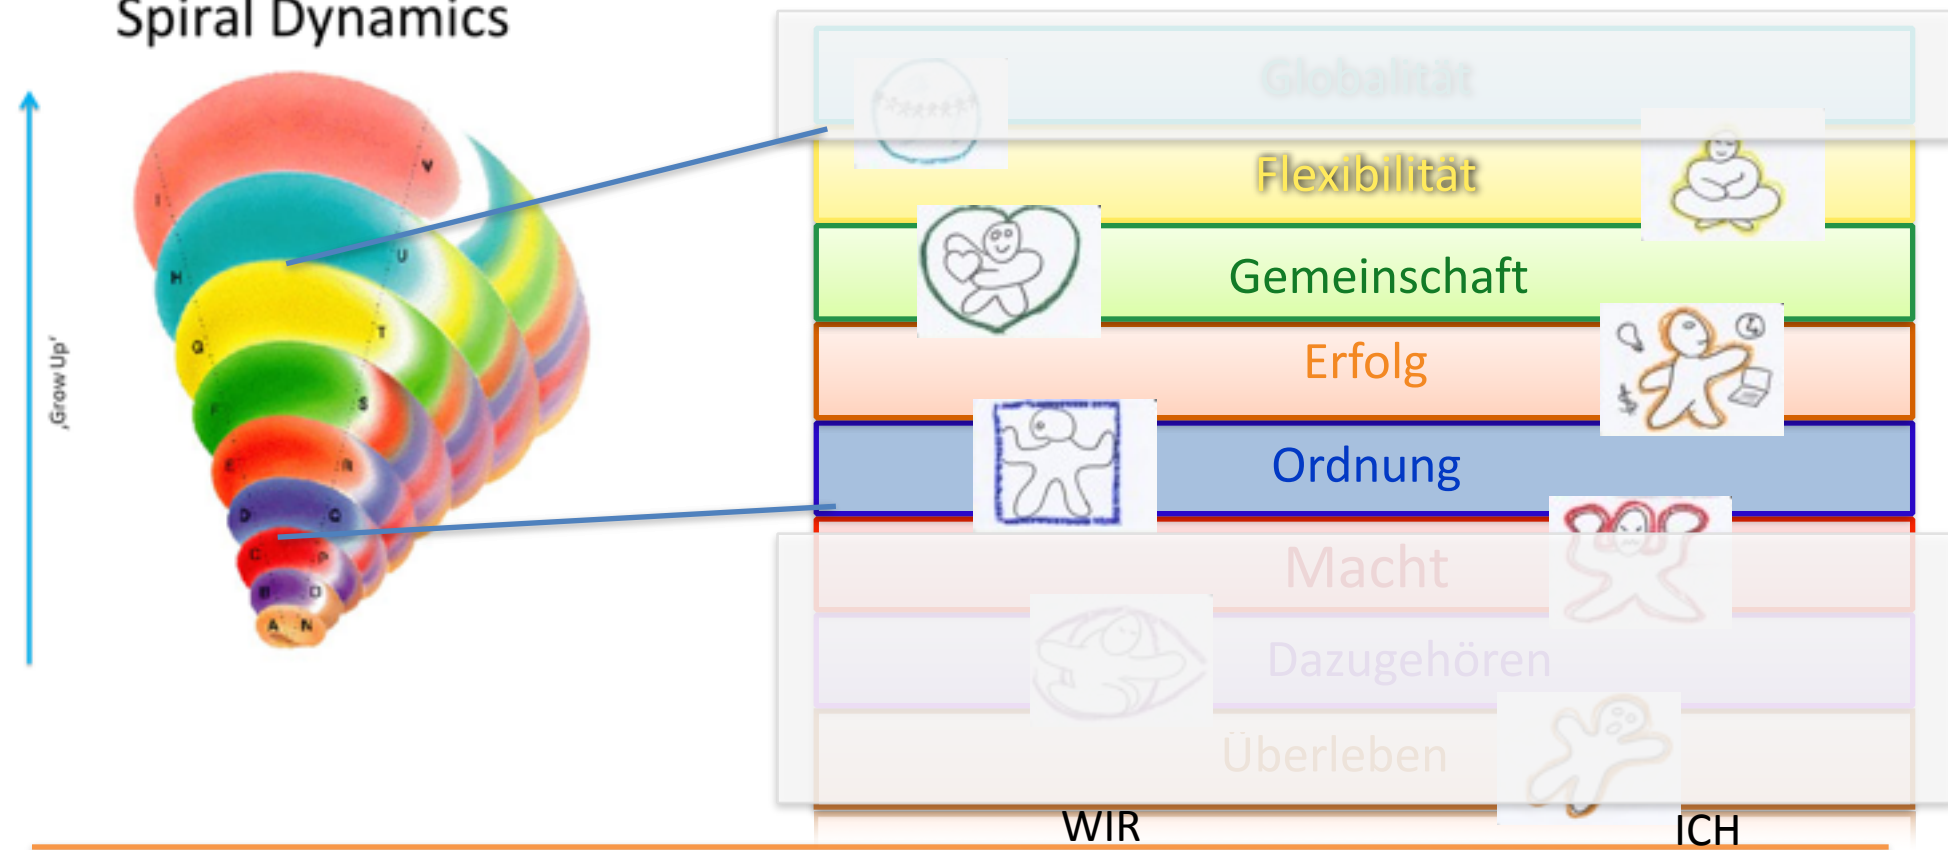 Spiral Dynamics
‚Grow Up‘
I V
H U
G T
F S
E R
D Q
C P
B O
A N
Globalität
Flexibilität
Gemeinschaft
Erfolg
Ordnung
Macht
Dazugehören
Überleben
WIR ICH